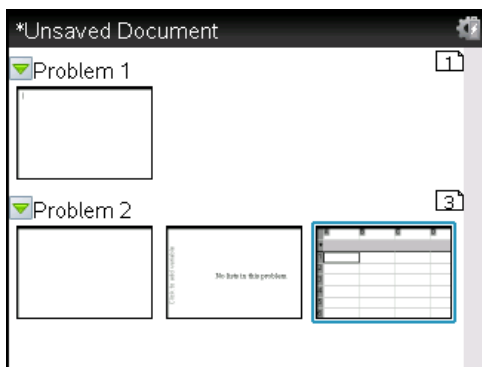 *Unsaved Document
Problem 1
1
Problem 2
3
Click to add variable
No lists in this problem